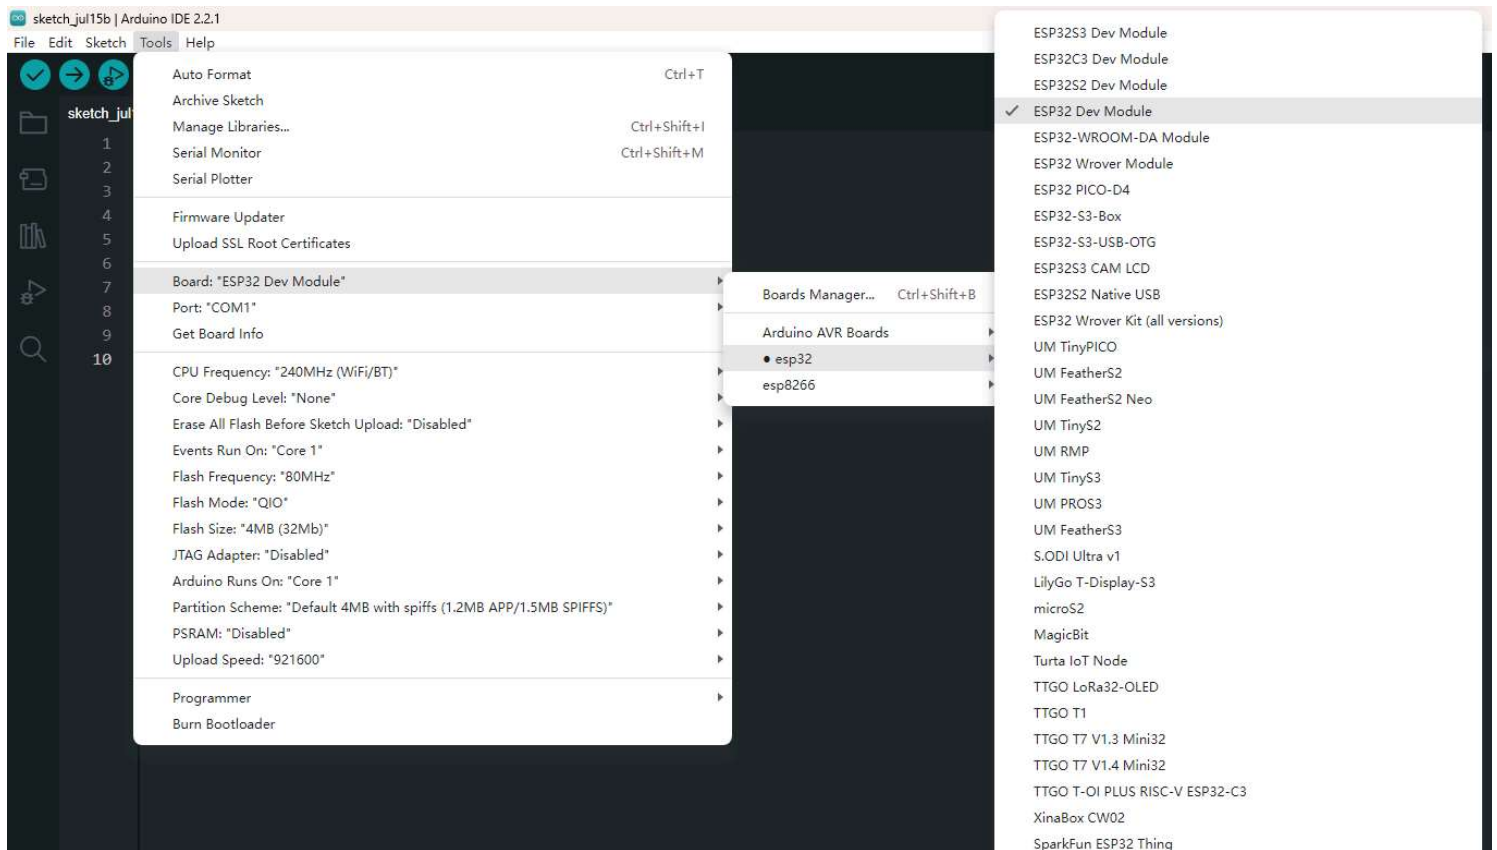 sketch_jul15b | Arduino IDE 2.2.1
File Edit Sketch Tools Help
sketch_jul
1
2
3
4
5
6
7
8
9
10
Auto Format Ctrl+T
Archive Sketch
Manage Libraries... Ctrl+Shift+I
Serial Monitor Ctrl+Shift+M
Serial Plotter
Firmware Updater
Upload SSL Root Certificates
Board: "ESP32 Dev Module"
Port: "COM1"
Get Board Info
CPU Frequency: "240MHz (WiFi/BT)"
Core Debug Level: "None"
Erase All Flash Before Sketch Upload: "Disabled"
Events Run On: "Core 1"
Flash Frequency: "80MHz"
Flash Mode: "QIO"
Flash Size: "4MB (32Mb)"
JTAG Adapter: "Disabled"
Arduino Runs On: "Core 1"
Partition Scheme: "Default 4MB with spiffs (1.2MB APP/1.5MB SPIFFS)"
PSRAM: "Disabled"
Upload Speed: "921600"
Programmer
Burn Bootloader
Boards Manager... Ctrl+Shift+B
Arduino AVR Boards
● esp32
esp8266
ESP32S3 Dev Module
ESP32C3 Dev Module
ESP32S2 Dev Module
✓ ESP32 Dev Module
ESP32-WROOM-DA Module
ESP32 Wrover Module
ESP32 PICO-D4
ESP32-S3-Box
ESP32-S3-USB-OTG
ESP32S3 CAM LCD
ESP32S2 Native USB
ESP32 Wrover Kit (all versions)
UM TinyPICO
UM FeatherS2
UM FeatherS2 Neo
UM TinyS2
UM RMP
UM TinyS3
UM PROS3
UM FeatherS3
S.ODI Ultra v1
LilyGo T-Display-S3
microS2
MagicBit
Turta IoT Node
TTGO LoRa32-OLED
TTGO T1
TTGO T7 V1.3 Mini32
TTGO T7 V1.4 Mini32
TTGO T-OI PLUS RISC-V ESP32-C3
XinaBox CW02
SparkFun ESP32 Thing